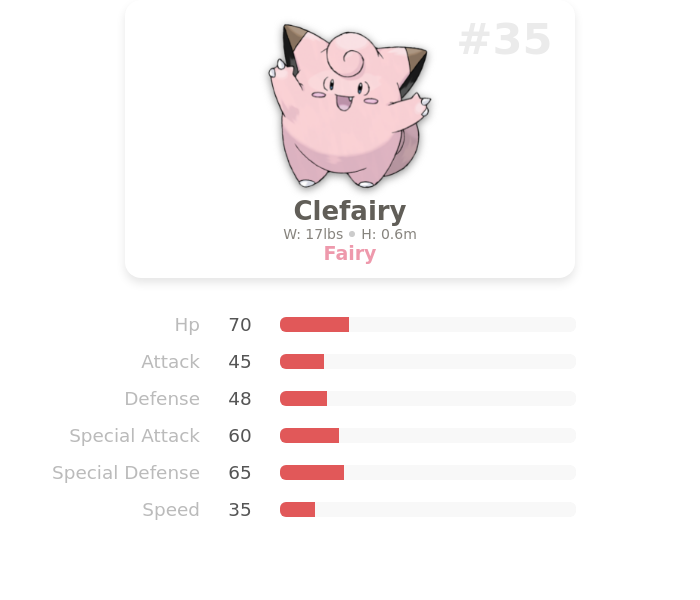 #35
Clefairy
W: 17lbs ● H: 0.6m
Fairy
Hp 70
Attack 45
Defense 48
Special Attack 60
Special Defense 65
Speed 35